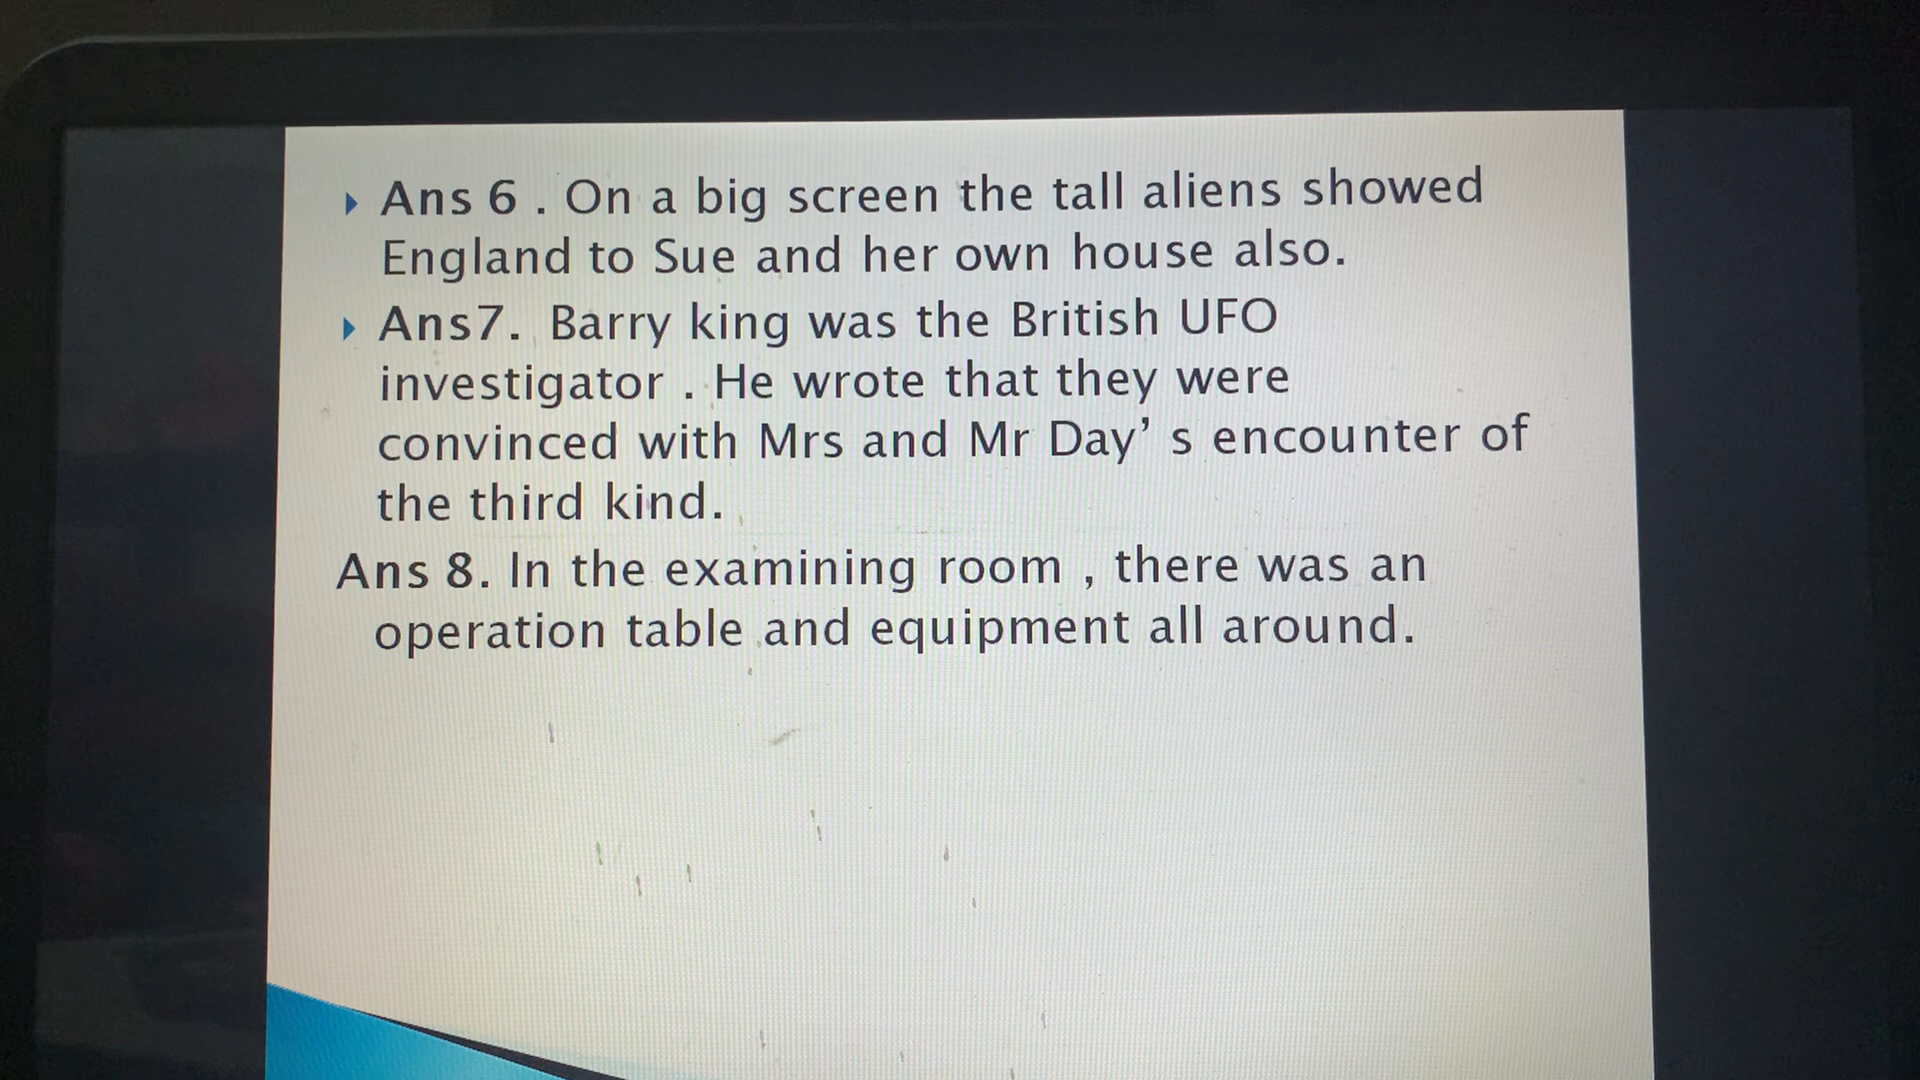 Ans 6 . On a big screen the tall aliens showed
England to Sue and her own house also.
Ans7. Barry king was the British UFO
investigator . He wrote that they were
convinced with Mrs and Mr Day’ s encounter of
the third kind.
Ans 8. In the examining room , there was an
operation table and equipment all around.